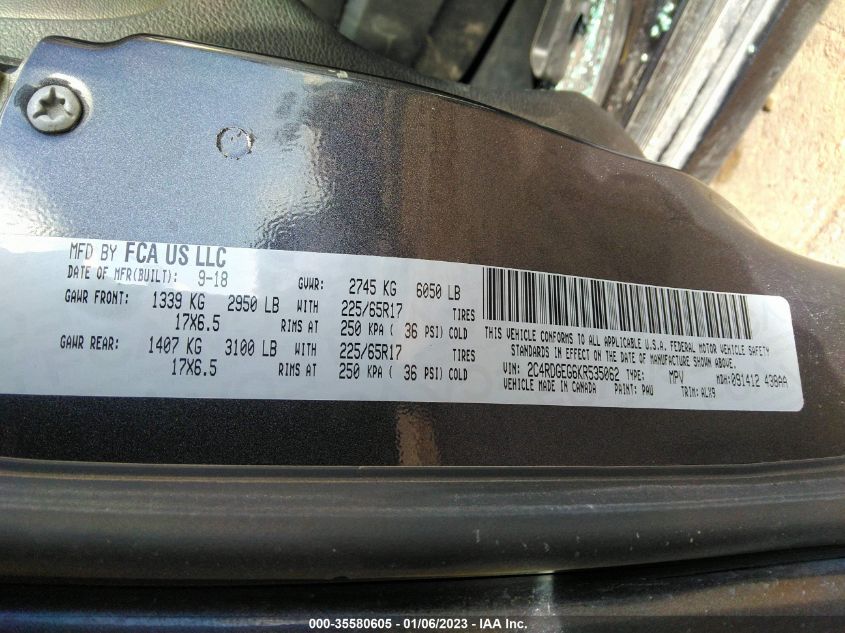 MFD BY FCA US LLC
DATE OF MFR(BUILT): 9-18 GVWR: 2745 KG 6050 LB
GAWR FRONT: 1339 KG 2950 LB WITH 225/65R17 TIRES
17X6.5 RIMS AT 250 KPA ( 36 PSI) COLD
GAWR REAR: 1407 KG 3100 LB WITH 225/65R17 TIRES
17X6.5 RIMS AT 250 KPA ( 36 PSI) COLD
THIS VEHICLE CONFORMS TO ALL APPLICABLE U.S.A. FEDERAL MOTOR VEHICLE SAFETY
STANDARDS IN EFFECT ON THE DATE OF MANUFACTURE SHOWN ABOVE.
VIN: 2C4RDGEG6KR535062 TYPE: MPV MDH:091412 438AA
VEHICLE MADE IN CANADA PAINT: PAU TRIM: ALX9
000-35580605 - 01/06/2023 - IAA Inc.